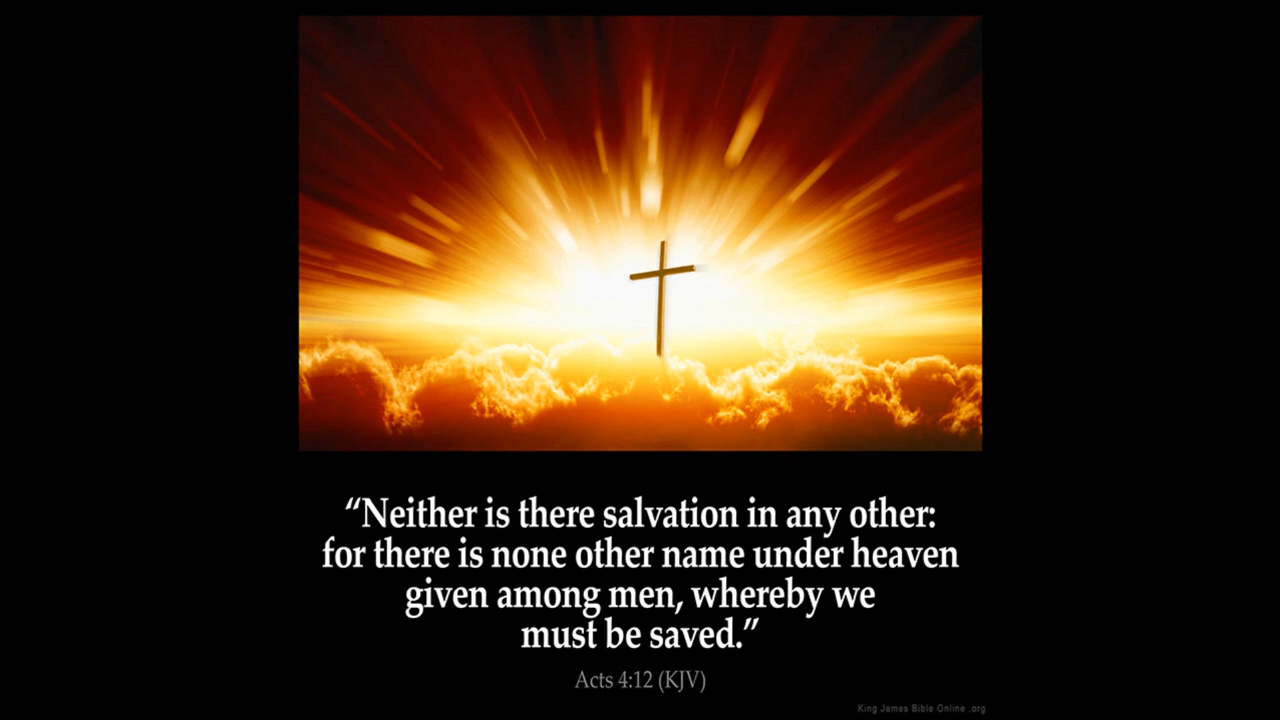 “Neither is there salvation in any other:
for there is none other name under heaven
given among men, whereby we
must be saved.”
Acts 4:12 (KJV)
King James Bible Online .org